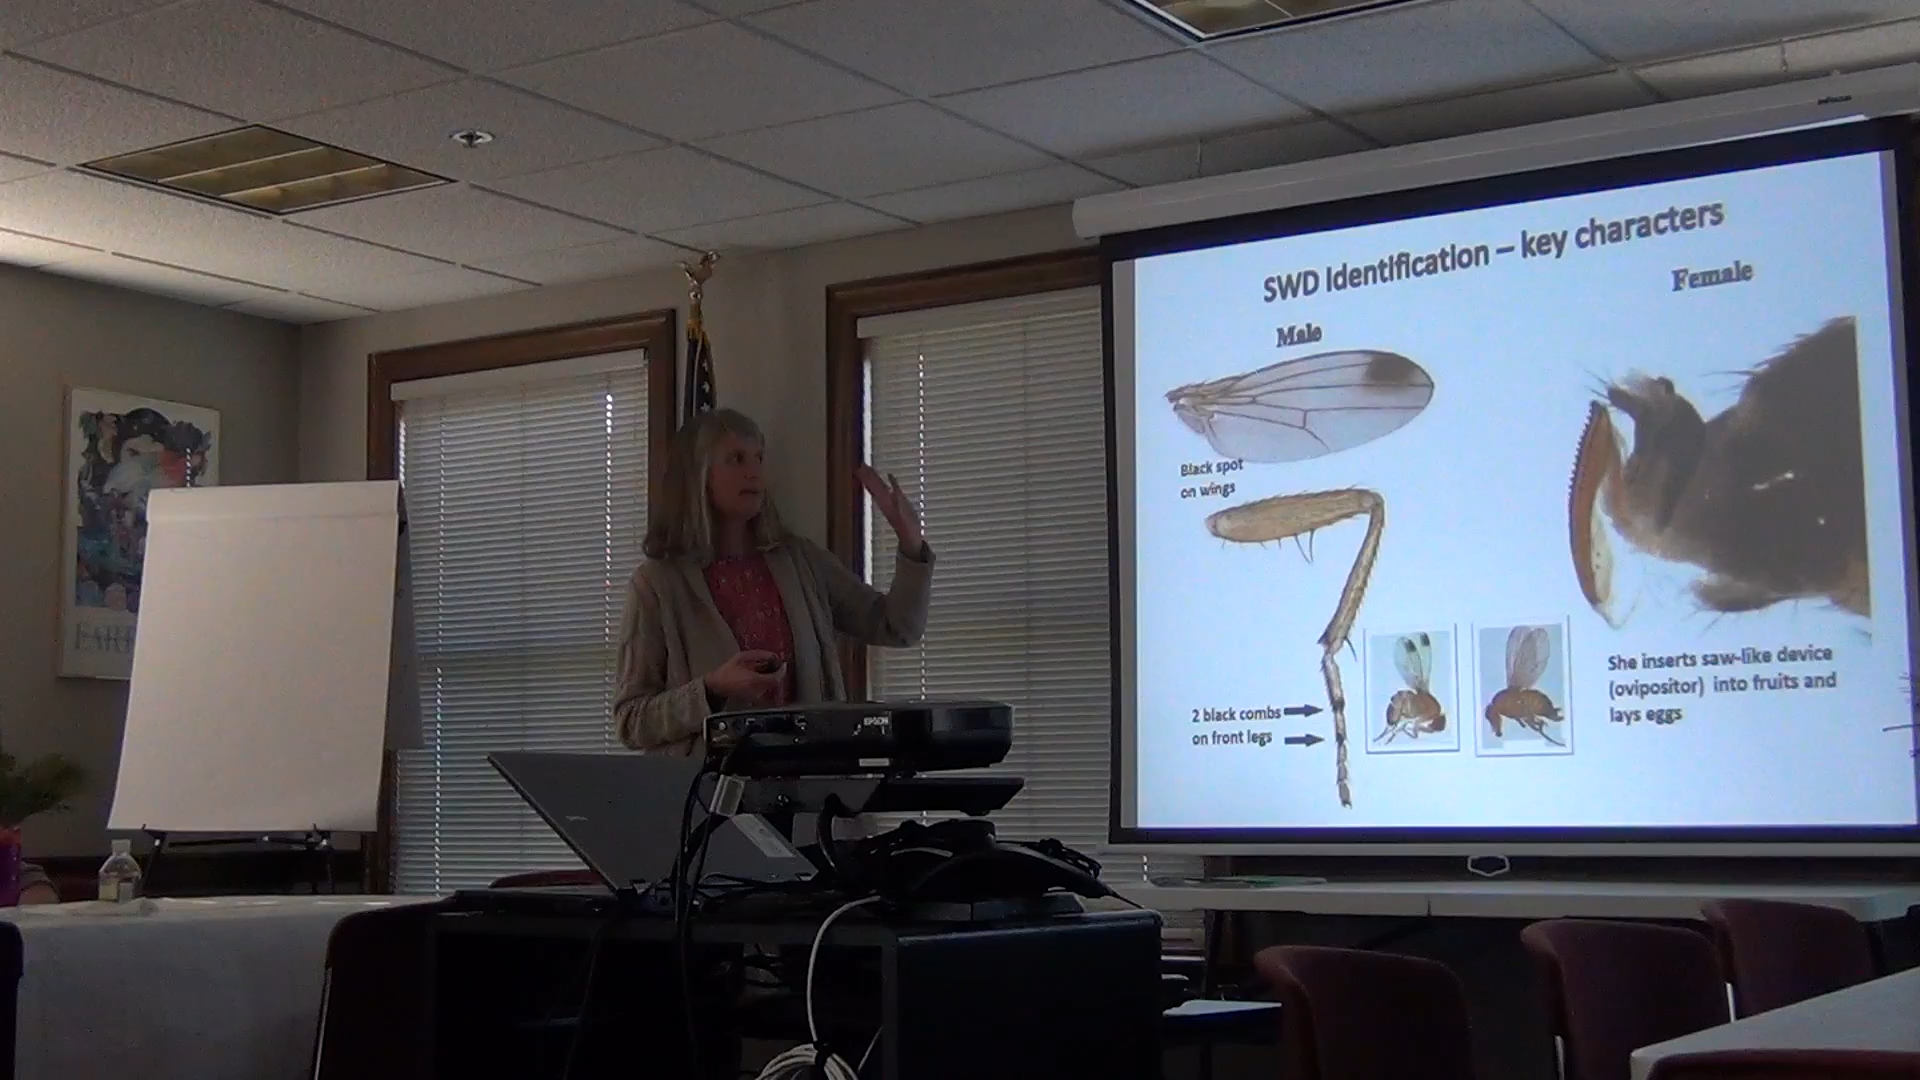 SWD Identification – key characters
Male
Female
Black spot
on wings
2 black combs
on front legs
She inserts saw-like device
(ovipositor) into fruits and
lays eggs
EPSON